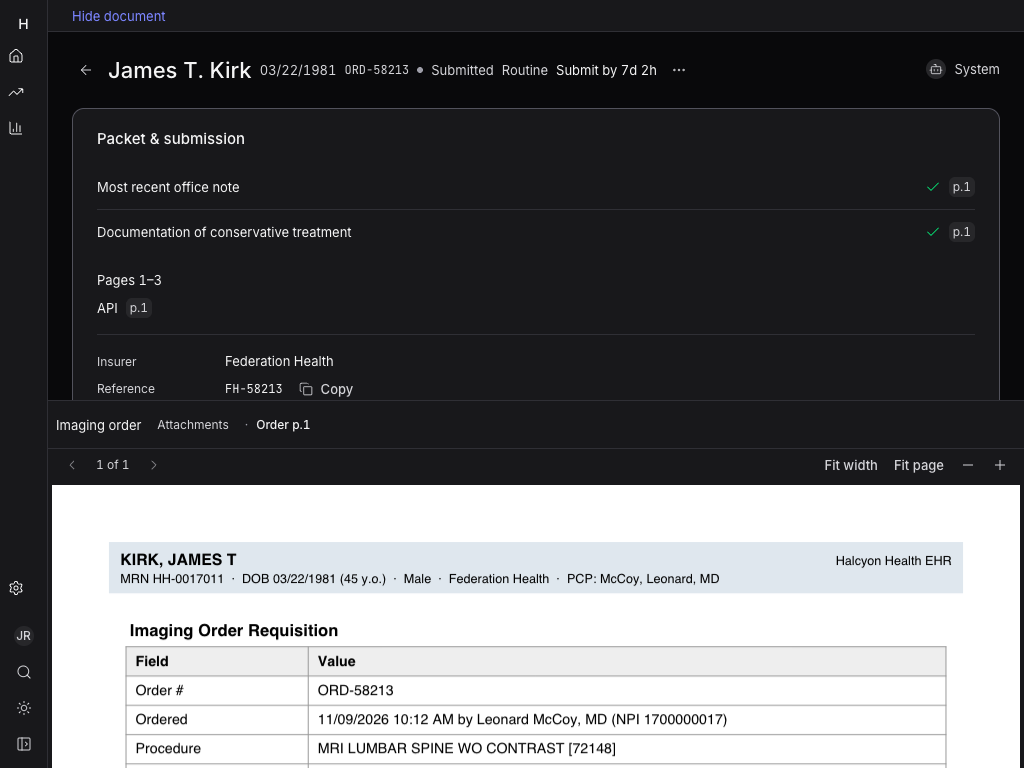 Hide document
H
James T. Kirk 03/22/1981 ORD-58213 Submitted Routine Submit by 7d 2h
System
Packet & submission
Most recent office note p.1
Documentation of conservative treatment p.1
Pages 1–3
API p.1
Insurer Federation Health
Reference FH-58213 Copy
Imaging order Attachments · Order p.1
1 of 1 Fit width Fit page
JR
KIRK, JAMES T Halcyon Health EHR
MRN HH-0017011 · DOB 03/22/1981 (45 y.o.) · Male · Federation Health · PCP: McCoy, Leonard, MD
Imaging Order Requisition
Field Value
Order # ORD-58213
Ordered 11/09/2026 10:12 AM by Leonard McCoy, MD (NPI 1700000017)
Procedure MRI LUMBAR SPINE WO CONTRAST [72148]